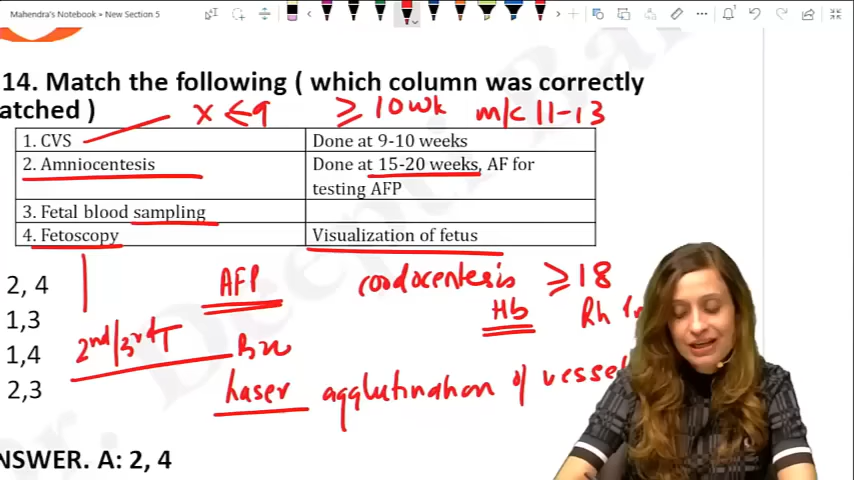 Mahendra's Notebook • New Section 5
14. Match the following ( which column was correctly
atched )
x <9 ≥ 10 wk m/c 11-13
1. CVS Done at 9-10 weeks
2. Amniocentesis Done at 15-20 weeks, AF for
testing AFP
3. Fetal blood sampling
4. Fetoscopy Visualization of fetus
2, 4
AFP cordocentesis ≥18
1,3
Hb Rh
1,4
2nd/3rd T
2,3
laser agglutination of vessel
NSWER. A: 2, 4